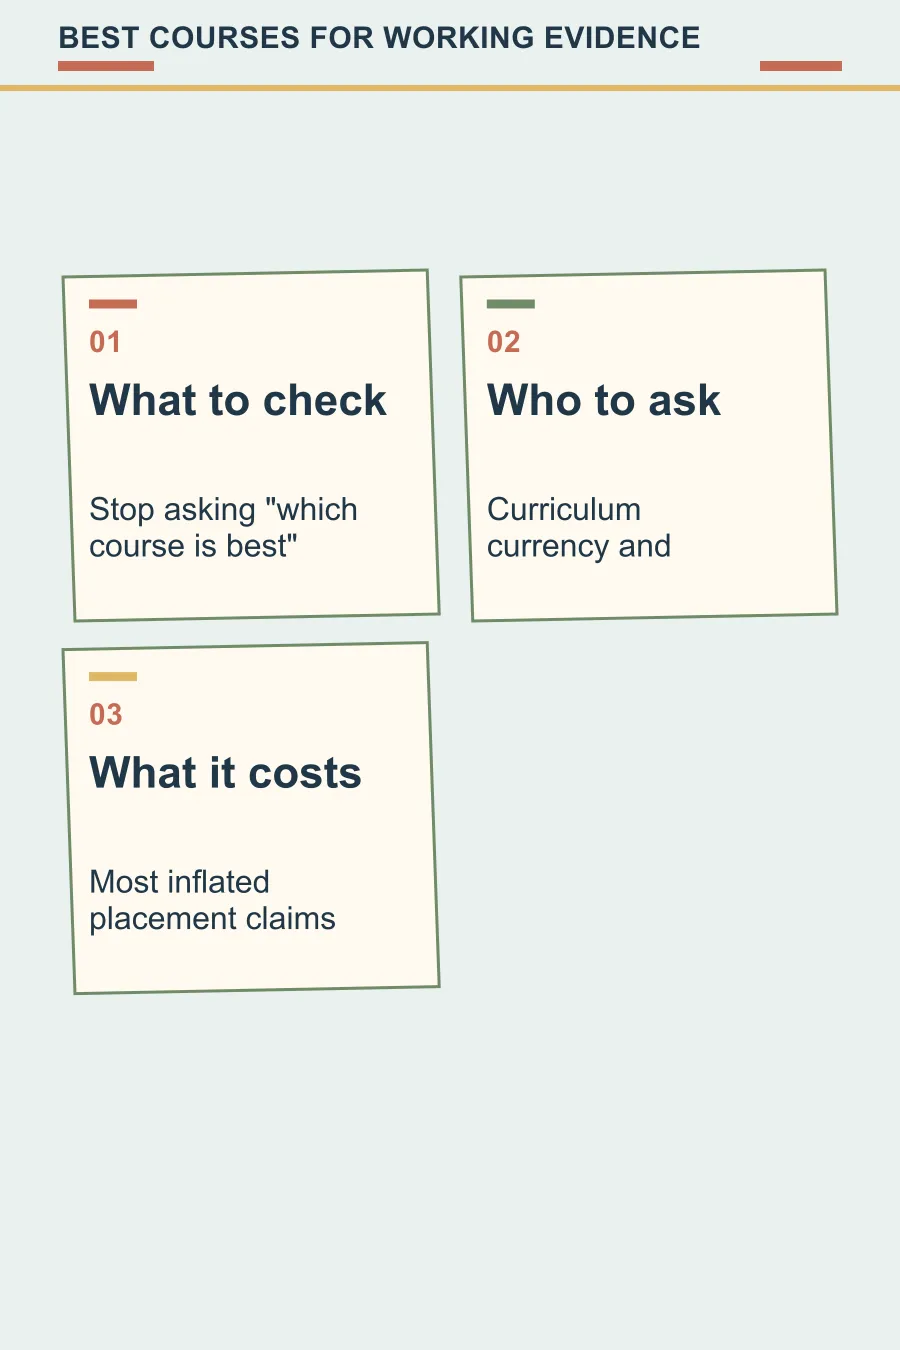 BEST COURSES FOR WORKING EVIDENCE
01
What to check
Stop asking "which
course is best"
02
Who to ask
Curriculum
currency and
03
What it costs
Most inflated
placement claims